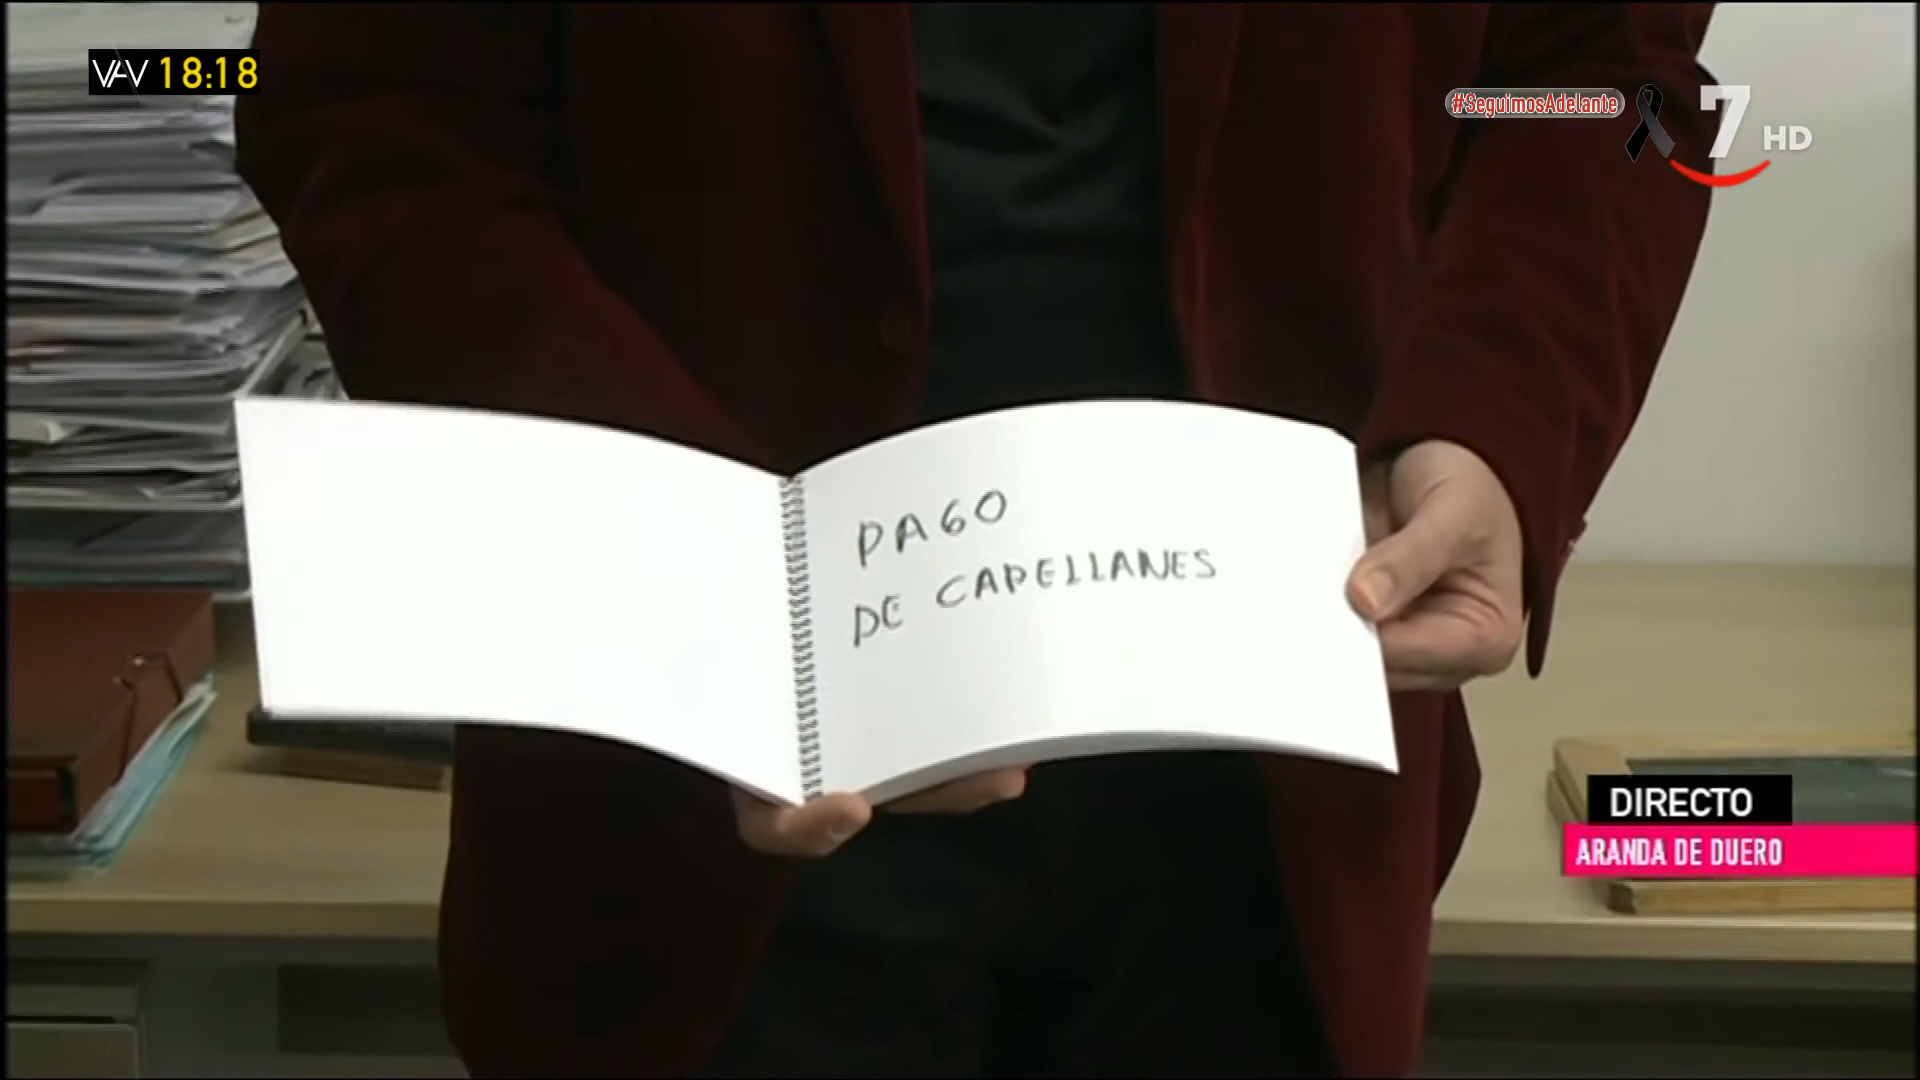 VAV 18:18
#SeguimosAdelante
7 HD
PAGO
DE CAPELLANES
DIRECTO
ARANDA DE DUERO